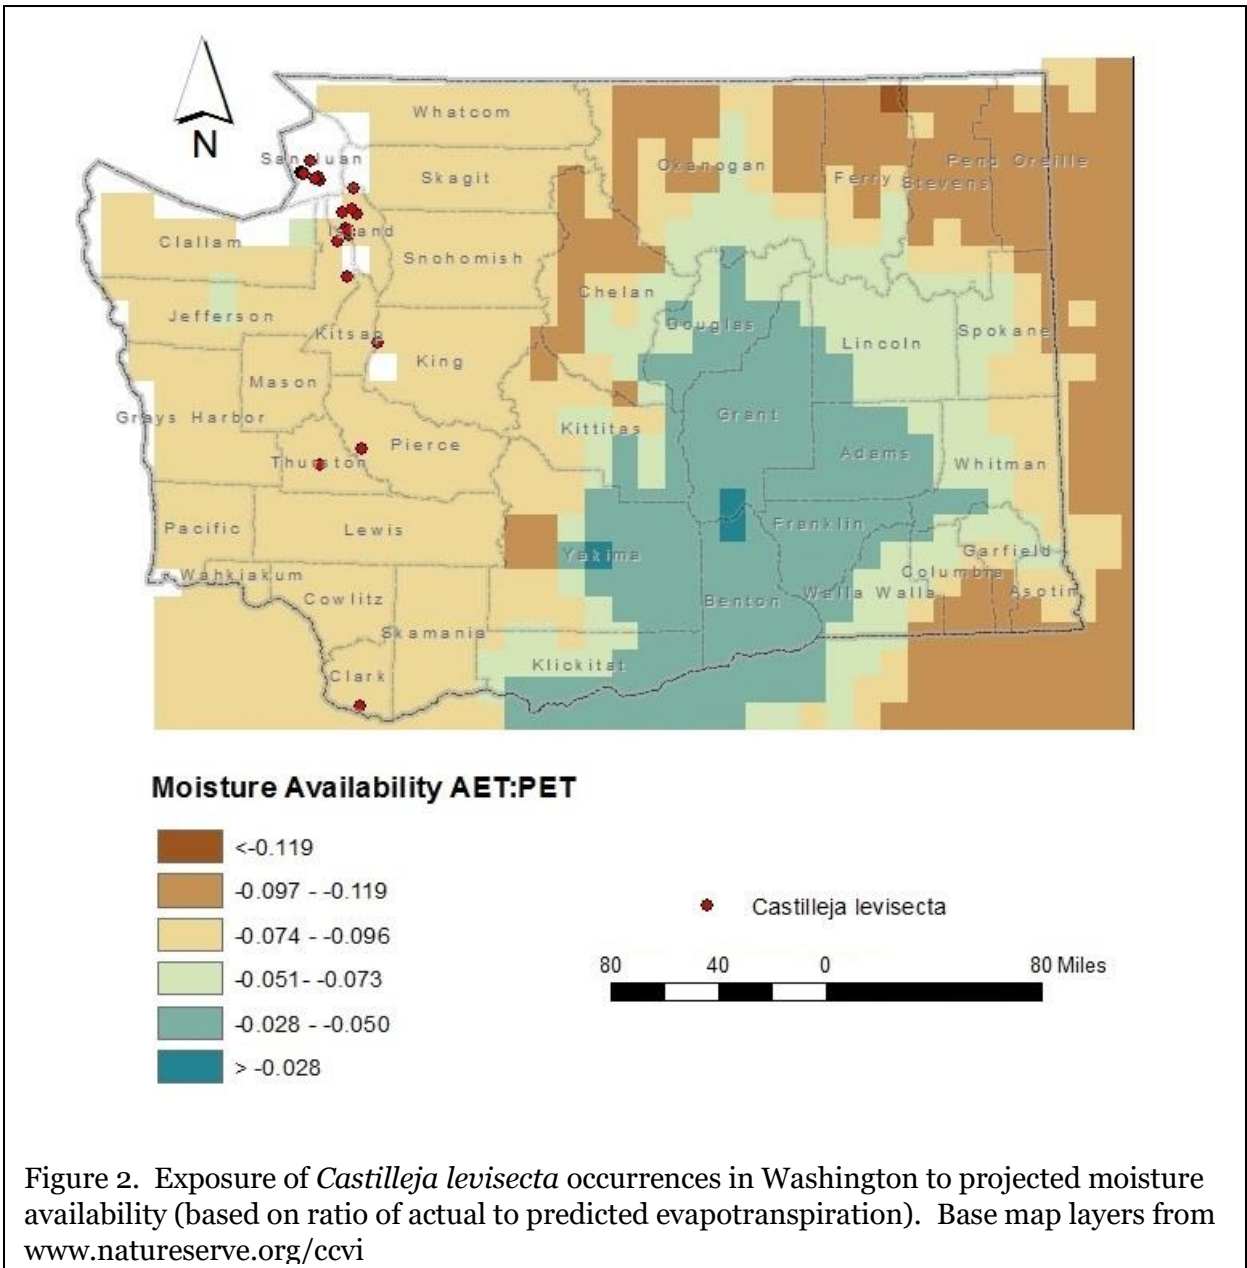 N
Whatcom
San Juan
Okanogan
Pend Oreille
Skagit
Ferry
Stevens
Island
Clallam
Snohomish
Chelan
Jefferson
Douglas
Kitsap
Spokane
Lincoln
King
Mason
Grays Harbor
Grant
Kittitas
Pierce
Adams
Thurston
Whitman
Pacific
Lewis
Franklin
Yakima
Garfield
Columbia
Wahkiakum
Asotin
Cowlitz
Benton
Walla Walla
Skamania
Klickitat
Clark
Moisture Availability AET:PET
<-0.119
-0.097 - -0.119
-0.074 - -0.096
-0.051- -0.073
-0.028 - -0.050
> -0.028
Castilleja levisecta
80 40 0 80 Miles
Figure 2.  Exposure of Castilleja levisecta occurrences in Washington to projected moisture
availability (based on ratio of actual to predicted evapotranspiration).  Base map layers from
www.natureserve.org/ccvi